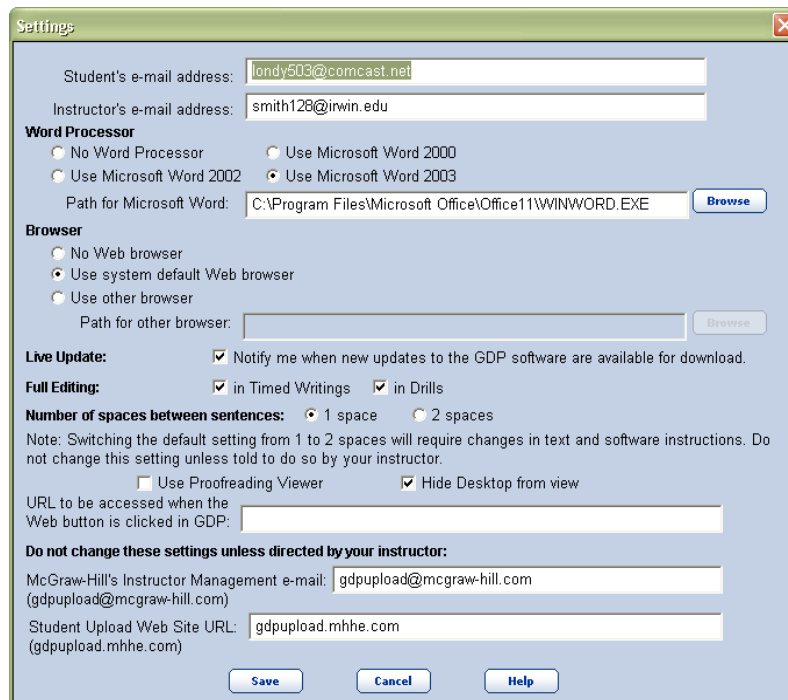 Settings
Student's e-mail address: londy503@comcast.net
Instructor's e-mail address: smith128@irwin.edu
Word Processor
No Word Processor Use Microsoft Word 2000
Use Microsoft Word 2002 Use Microsoft Word 2003
Path for Microsoft Word: C:\Program Files\Microsoft Office\Office11\WINWORD.EXE Browse
Browser
No Web browser
Use system default Web browser
Use other browser
Path for other browser: Browse
Live Update: Notify me when new updates to the GDP software are available for download.
Full Editing: in Timed Writings in Drills
Number of spaces between sentences: 1 space 2 spaces
Note: Switching the default setting from 1 to 2 spaces will require changes in text and software instructions. Do
not change this setting unless told to do so by your instructor.
Use Proofreading Viewer Hide Desktop from view
URL to be accessed when the
Web button is clicked in GDP:
Do not change these settings unless directed by your instructor:
McGraw-Hill's Instructor Management e-mail: gdpupload@mcgraw-hill.com
(gdpupload@mcgraw-hill.com)
Student Upload Web Site URL: gdpupload.mhhe.com
(gdpupload.mhhe.com)
Save Cancel Help